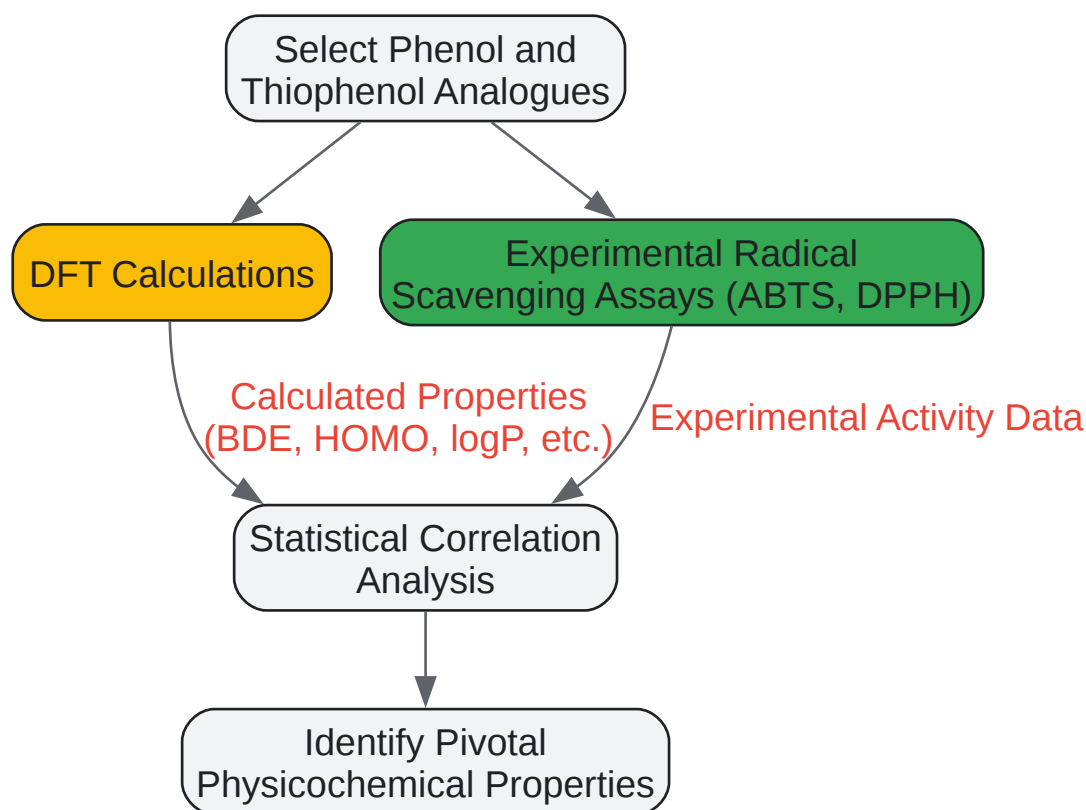 Select Phenol and
Thiophenol Analogues
DFT Calculations
Experimental Radical
Scavenging Assays (ABTS, DPPH)
Calculated Properties
(BDE, HOMO, logP, etc.)
Experimental Activity Data
Statistical Correlation
Analysis
Identify Pivotal
Physicochemical Properties